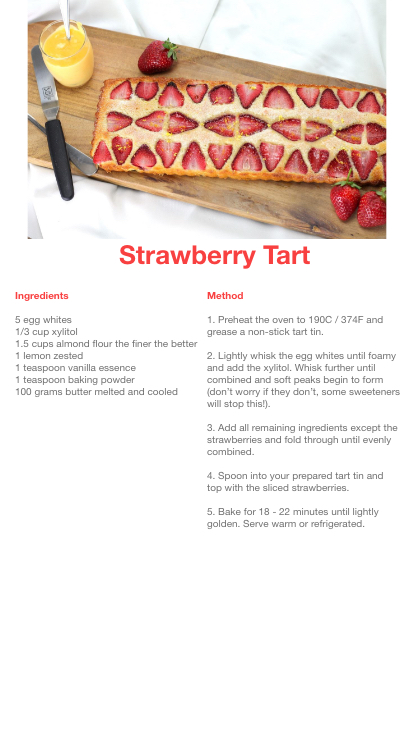 Strawberry Tart
Ingredients
5 egg whites
1/3 cup xylitol
1.5 cups almond flour the finer the better
1 lemon zested
1 teaspoon vanilla essence
1 teaspoon baking powder
100 grams butter melted and cooled
Method
1. Preheat the oven to 190C / 374F and
grease a non-stick tart tin.
2. Lightly whisk the egg whites until foamy
and add the xylitol. Whisk further until
combined and soft peaks begin to form
(don't worry if they don't, some sweeteners
will stop this!).
3. Add all remaining ingredients except the
strawberries and fold through until evenly
combined.
4. Spoon into your prepared tart tin and
top with the sliced strawberries.
5. Bake for 18 - 22 minutes until lightly
golden. Serve warm or refrigerated.